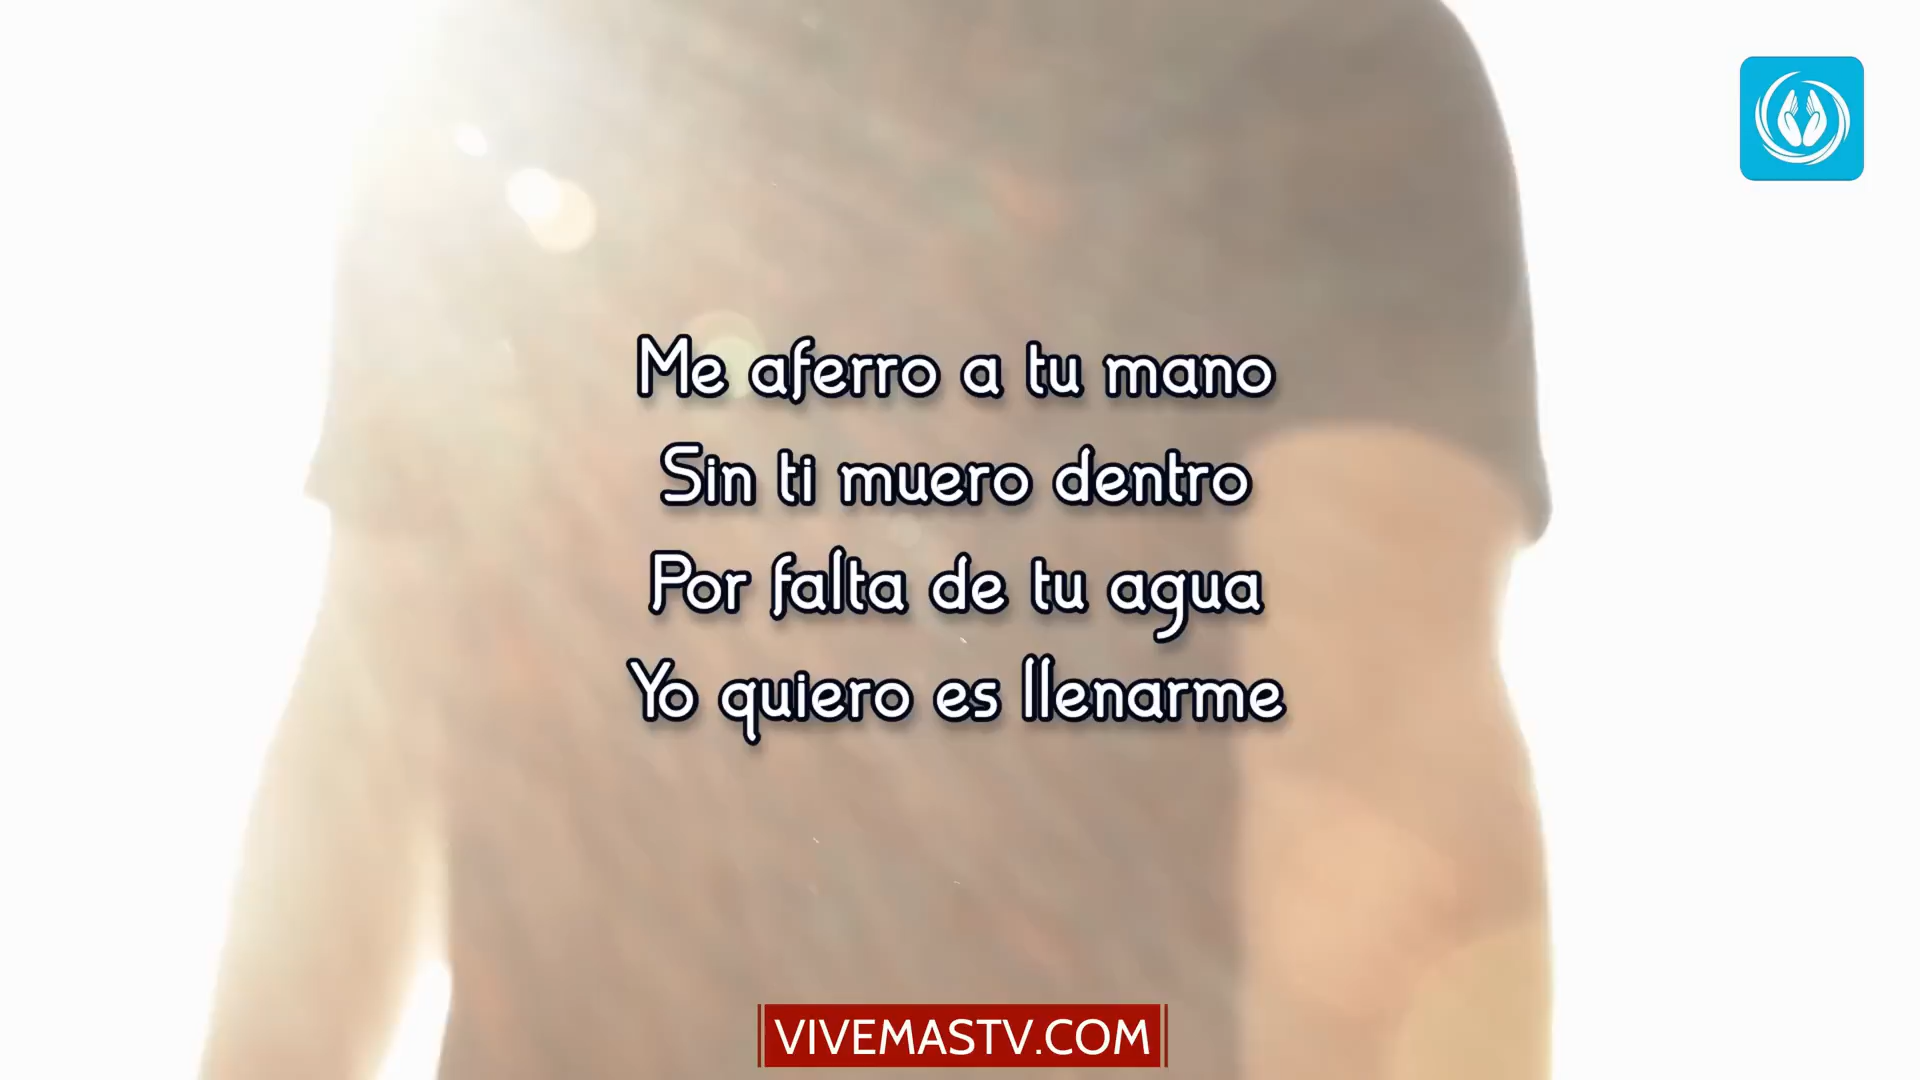 Me aferro a tu mano
Sin ti muero dentro
Por falta de tu agua
Yo quiero es llenarme
VIVEMASTV.COM